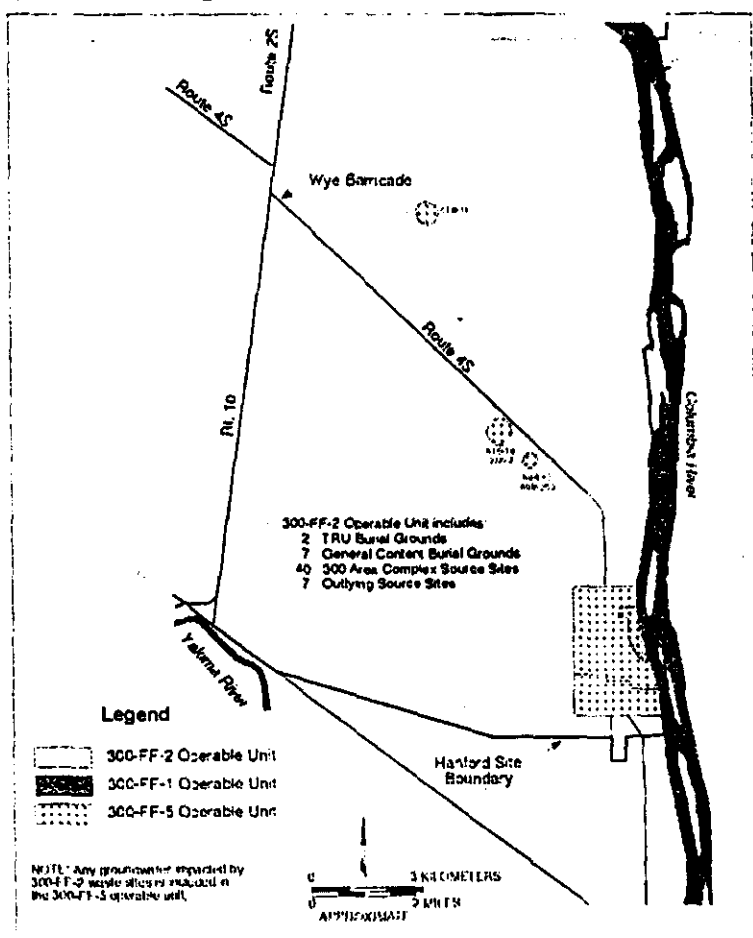 Route 2S
Route 4S
Wye Barricade
Route 4S
Rt. 10
Columbia River
300-FF-2 Operable Unit includes:
2 TRU Burial Grounds
7 General Content Burial Grounds
40 300 Area Complex Source Sites
7 Outlying Source Sites
Yakima River
Legend
300-FF-2 Operable Unit
300-FF-1 Operable Unit
300-FF-5 Operable Unit
Hanford Site
Boundary
NOTE: Any groundwater impacted by
300-FF-2 waste sites is included in
the 300-FF-5 operable unit.
0 3 KILOMETERS
0 2 MILES
APPROXIMATE